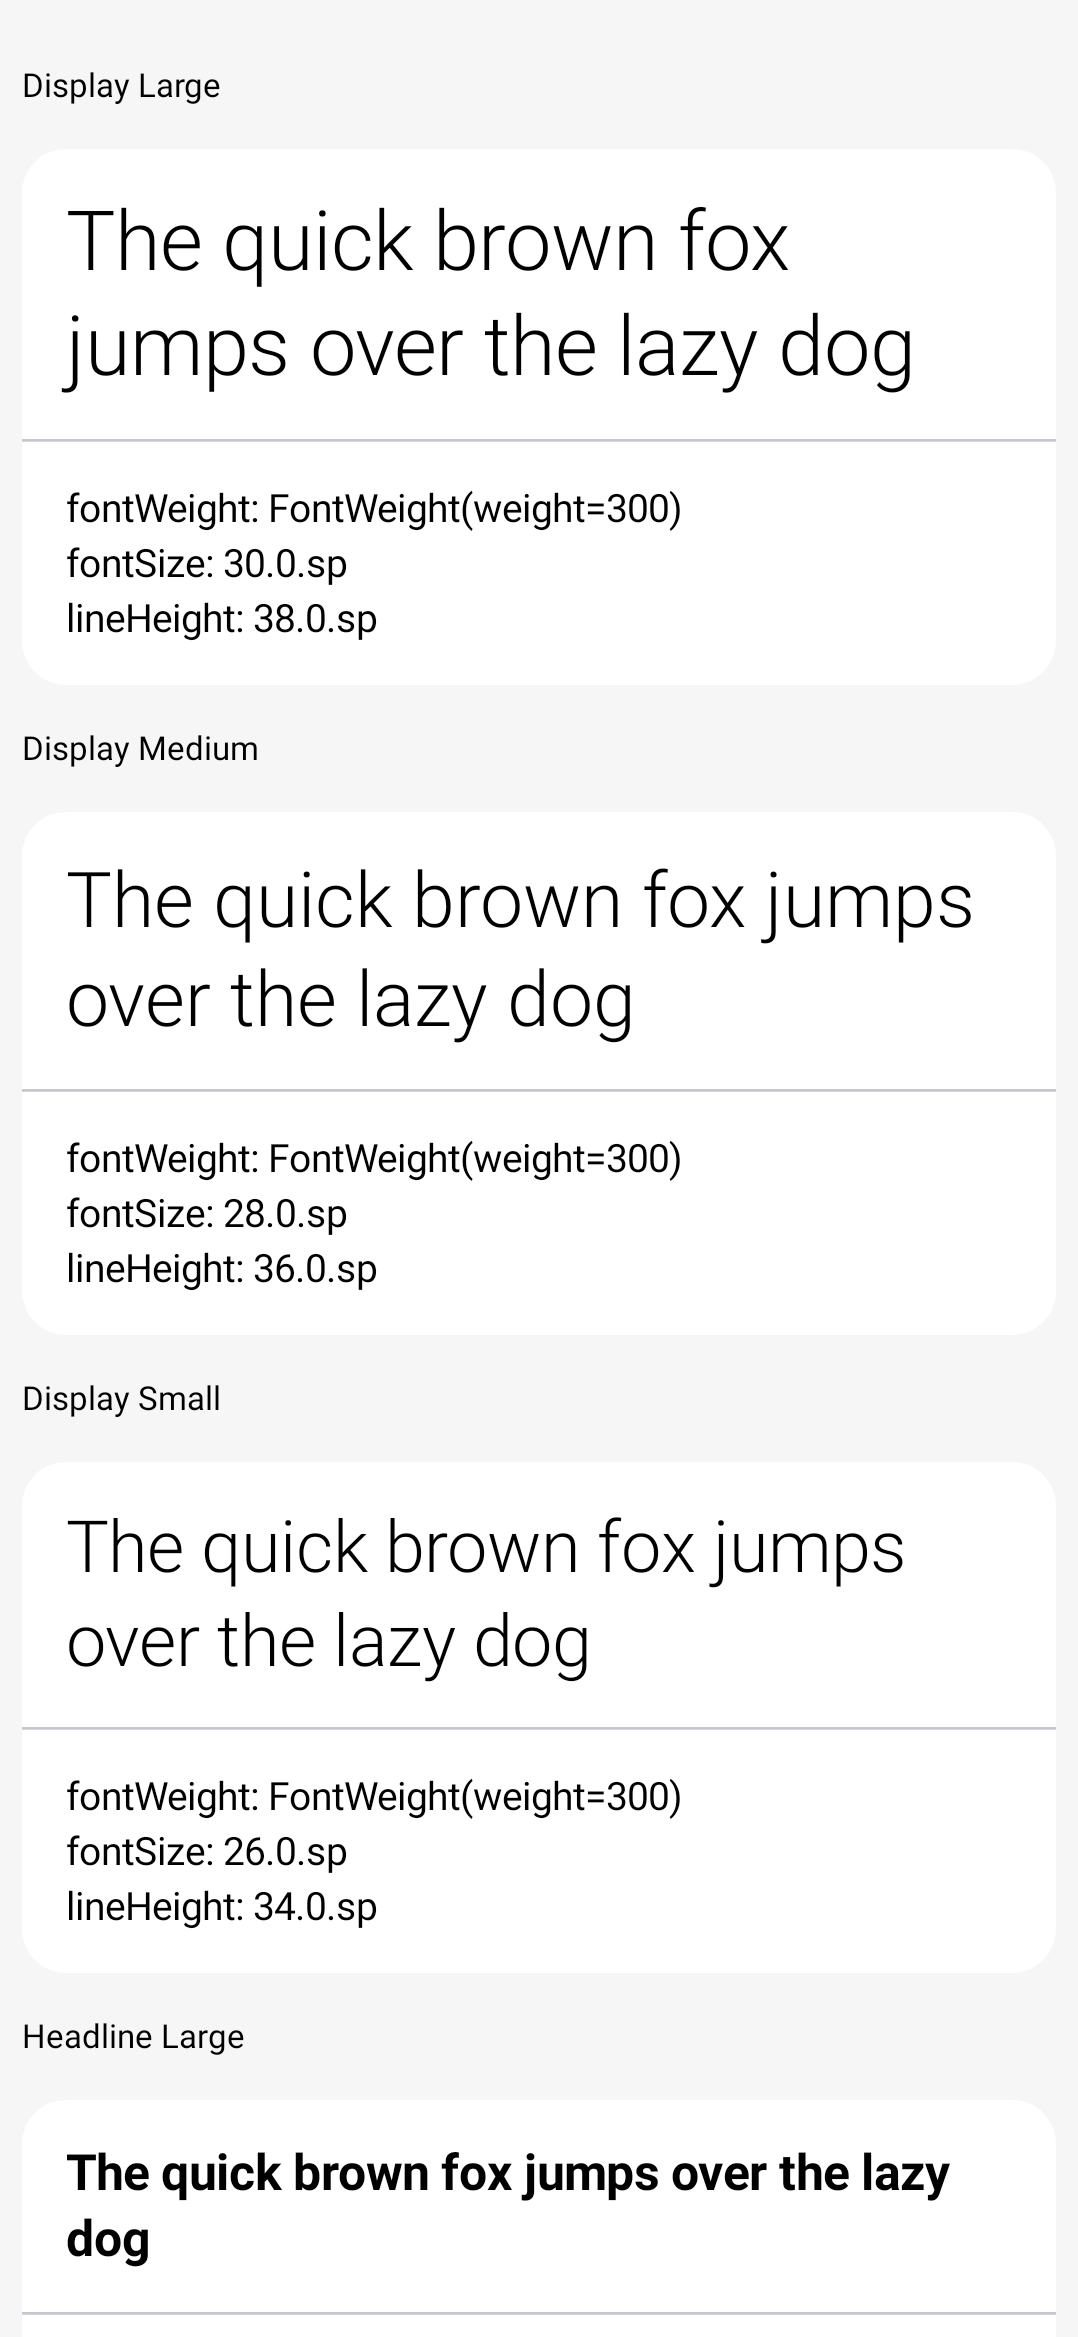 Display Large
The quick brown fox
jumps over the lazy dog
fontWeight: FontWeight(weight=300)
fontSize: 30.0.sp
lineHeight: 38.0.sp
Display Medium
The quick brown fox jumps
over the lazy dog
fontWeight: FontWeight(weight=300)
fontSize: 28.0.sp
lineHeight: 36.0.sp
Display Small
The quick brown fox jumps
over the lazy dog
fontWeight: FontWeight(weight=300)
fontSize: 26.0.sp
lineHeight: 34.0.sp
Headline Large
The quick brown fox jumps over the lazy
dog